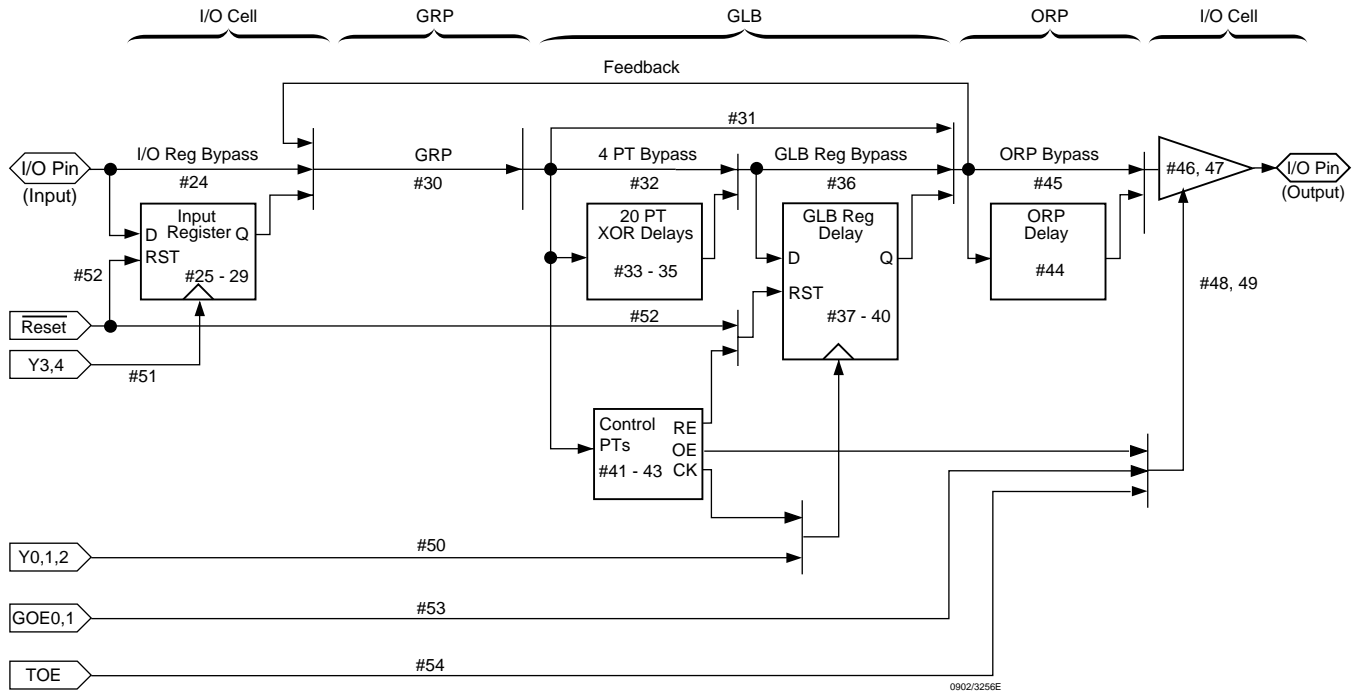 I/O Cell
GRP
GLB
ORP
I/O Cell
Feedback
#31
I/O Pin
(Input)
I/O Reg Bypass
#24
GRP
#30
4 PT Bypass
#32
GLB Reg Bypass
#36
ORP Bypass
#45
#46, 47
I/O Pin
(Output)
Input
Register
D
Q
RST
#25 - 29
20 PT
XOR Delays
#33 - 35
GLB Reg
Delay
D
Q
RST
#37 - 40
ORP
Delay
#44
#48, 49
#52
Reset
#52
Y3,4
#51
Control
PTs
#41 - 43
RE
OE
CK
Y0,1,2
#50
GOE0,1
#53
TOE
#54
0902/3256E